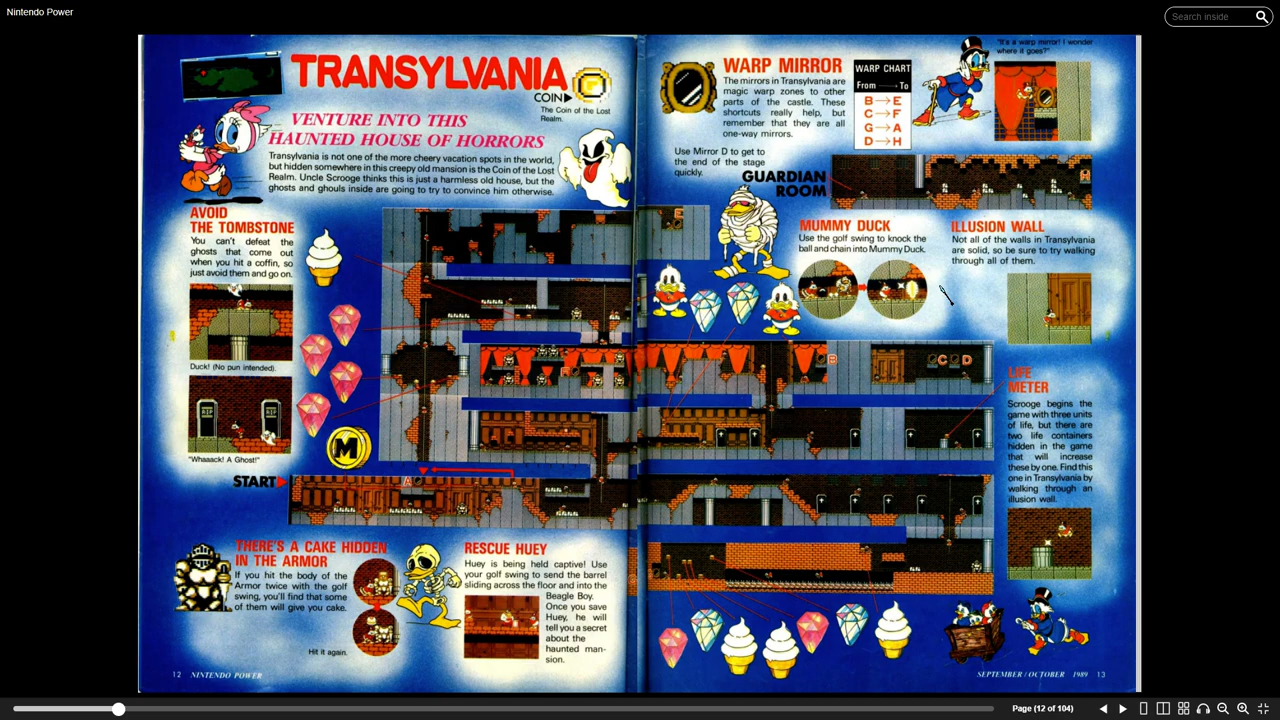 Nintendo Power
Search inside
TRANSYLVANIA
COIN
The Coin of the Lost
Realm.
VENTURE INTO THIS
HAUNTED HOUSE OF HORRORS
Transylvania is not one of the more cheery vacation spots in the world,
but hidden somewhere in this creepy old mansion is the Coin of the Lost
Realm. Uncle Scrooge thinks this is just a harmless old house, but the
ghosts and ghouls inside are going to try to convince him otherwise.
AVOID
THE TOMBSTONE
You can't defeat the
ghosts that come out
when you hit a coffin, so
just avoid them and go on.
Duck! (No pun intended).
RIP
RIP
"Whaaack! A Ghost!"
M
START
A
THERE'S A CAKE HIDDEN
IN THE ARMOR
If you hit the body of the
Armor twice with the golf
swing, you'll find that some
of them will give you cake.
Hit it again.
RESCUE HUEY
Huey is being held captive! Use
your golf swing to send the barrel
sliding across the floor and into the
Beagle Boy.
Once you save
Huey, he will
tell you a secret
about the
haunted man-
sion.
12 NINTENDO POWER
WARP MIRROR
The mirrors in Transylvania are
magic warp zones to other
parts of the castle. These
shortcuts really help, but
remember that they are all
one-way mirrors.
WARP CHART
From To
B E
C F
G A
D H
"It's a warp mirror! I wonder
where it goes?"
Use Mirror D to get to
the end of the stage
quickly.
GUARDIAN
ROOM
H
E
MUMMY DUCK
Use the golf swing to knock the
ball and chain into Mummy Duck.
ILLUSION WALL
Not all of the walls in Transylvania
are solid, so be sure to try walking
through all of them.
F
B
C
D
LIFE
METER
Scrooge begins the
game with three units
of life, but there are
two life containers
hidden in the game
that will increase
these by one. Find this
one in Transylvania by
walking through an
illusion wall.
SEPTEMBER/OCTOBER 1989 13
Page (12 of 104)